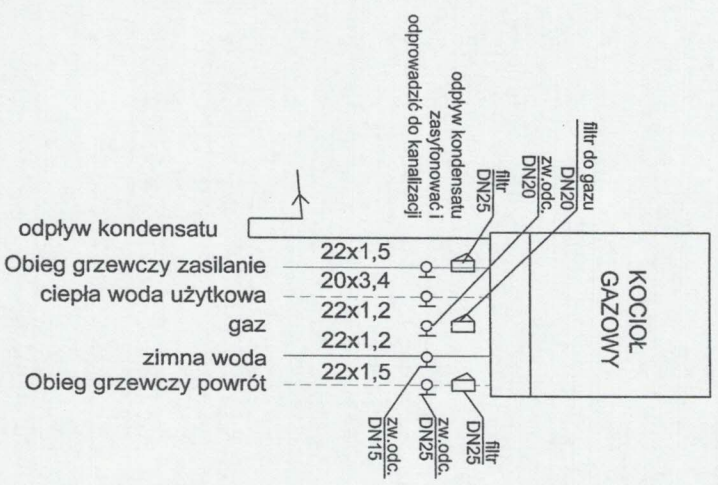 odpływ kondensatu
zasyfonować i
odprowadzić do kanalizacji
filtr
DN25
zw.odc.
DN20
filtr do gazu
DN20
KOCIOŁ
GAZOWY
odpływ kondensatu
Obieg grzewczy zasilanie
22x1,5
ciepła woda użytkowa
20x3,4
gaz
22x1,2
zimna woda
22x1,2
Obieg grzewczy powrót
22x1,5
zw.odc.
DN15
zw.odc.
DN25
filtr
DN25